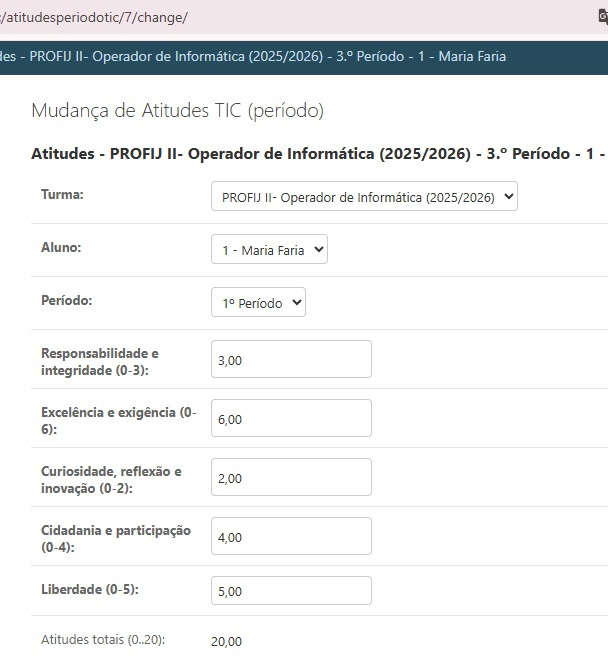 :/atitudesperiodotic/7/change/
des - PROFIJ II- Operador de Informática (2025/2026) - 3.º Período - 1 - Maria Faria
Mudança de Atitudes TIC (período)
Atitudes - PROFIJ II- Operador de Informática (2025/2026) - 3.º Período - 1 -
Turma:
PROFIJ II- Operador de Informática (2025/2026)
Aluno:
1 - Maria Faria
Período:
1º Período
Responsabilidade e
integridade (0-3):
3,00
Excelência e exigência (0-
6):
6,00
Curiosidade, reflexão e
inovação (0-2):
2,00
Cidadania e participação
(0-4):
4,00
Liberdade (0-5):
5,00
Atitudes totais (0..20):
20,00